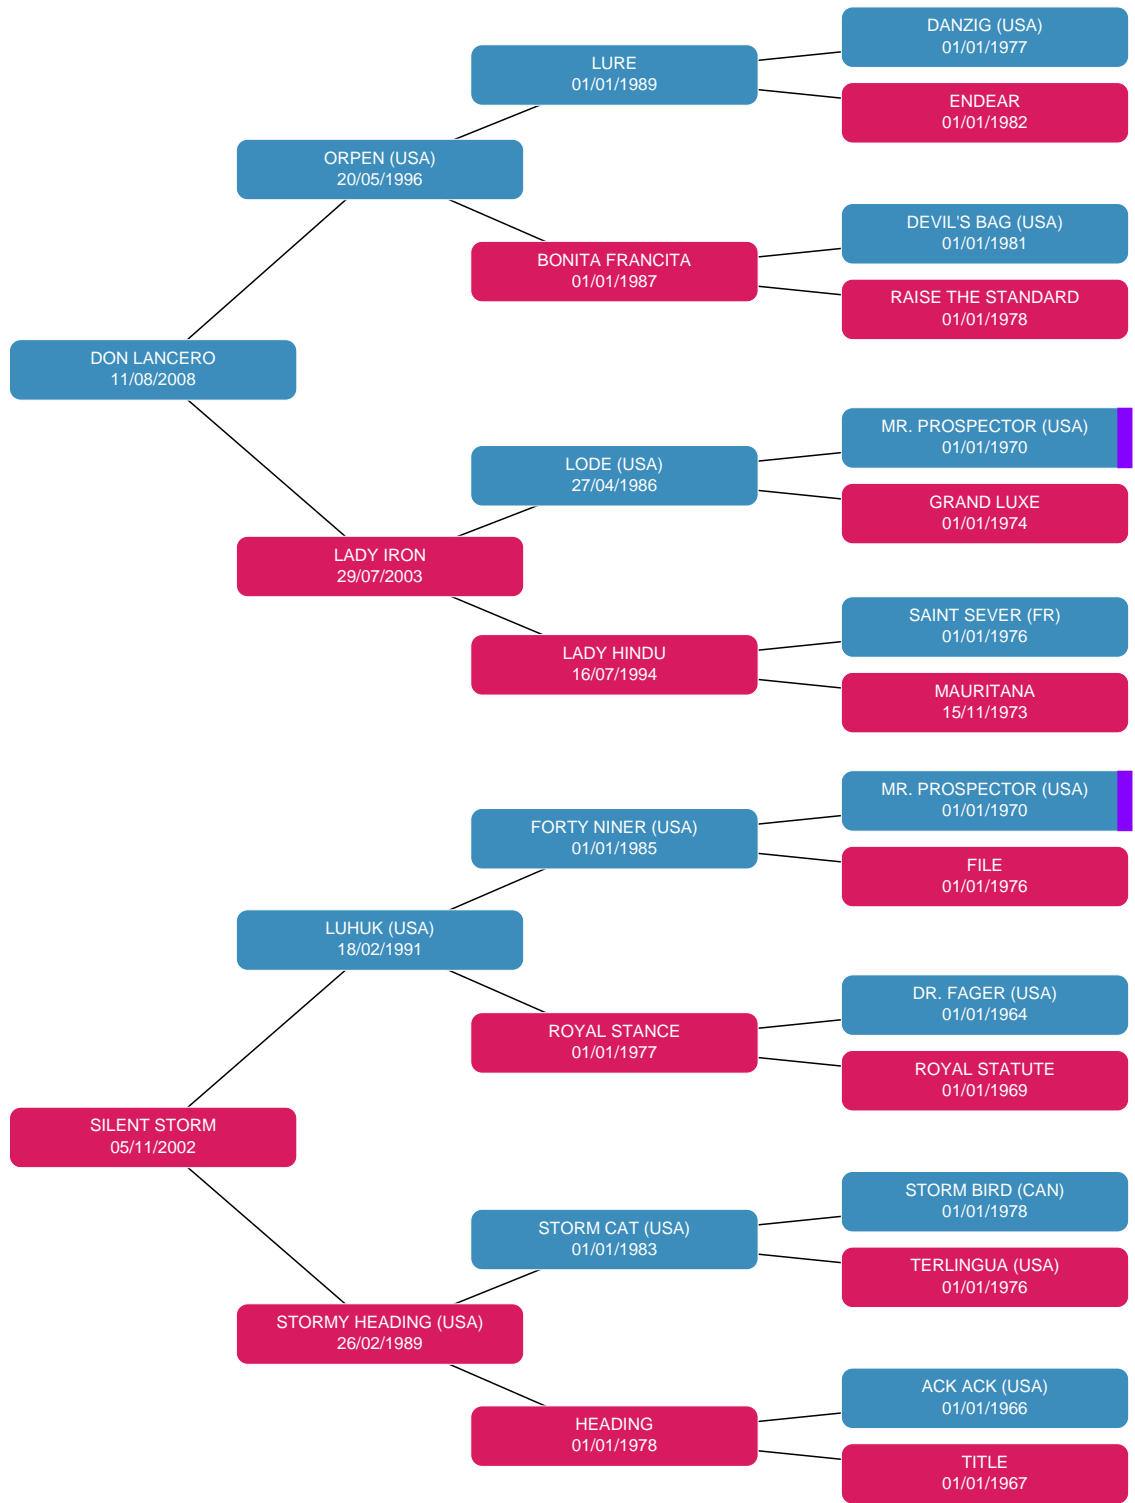 DANZIG (USA)
01/01/1977
LURE
01/01/1989
ENDEAR
01/01/1982
ORPEN (USA)
20/05/1996
DEVIL'S BAG (USA)
01/01/1981
BONITA FRANCITA
01/01/1987
RAISE THE STANDARD
01/01/1978
DON LANCERO
11/08/2008
MR. PROSPECTOR (USA)
01/01/1970
LODE (USA)
27/04/1986
GRAND LUXE
01/01/1974
LADY IRON
29/07/2003
SAINT SEVER (FR)
01/01/1976
LADY HINDU
16/07/1994
MAURITANA
15/11/1973
MR. PROSPECTOR (USA)
01/01/1970
FORTY NINER (USA)
01/01/1985
FILE
01/01/1976
LUHUK (USA)
18/02/1991
DR. FAGER (USA)
01/01/1964
ROYAL STANCE
01/01/1977
ROYAL STATUTE
01/01/1969
SILENT STORM
05/11/2002
STORM BIRD (CAN)
01/01/1978
STORM CAT (USA)
01/01/1983
TERLINGUA (USA)
01/01/1976
STORMY HEADING (USA)
26/02/1989
ACK ACK (USA)
01/01/1966
HEADING
01/01/1978
TITLE
01/01/1967